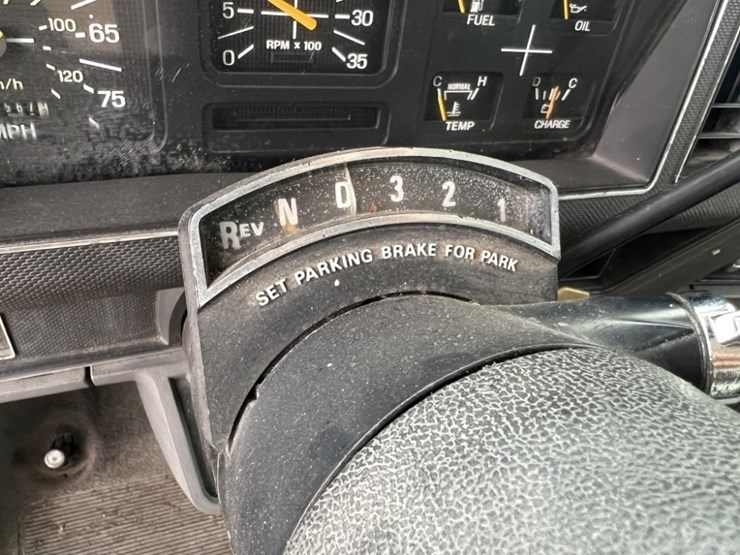 100 65
120
75
MPH
5 30
RPM x 100
0 35
FUEL
OIL
C NORMAL H
TEMP
D C
CHARGE
REV N D 3 2 1
SET PARKING BRAKE FOR PARK